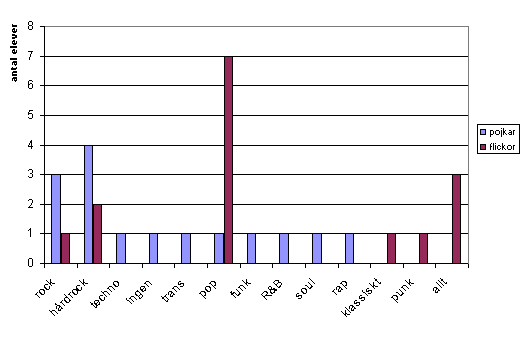 antal elever
8
7
6
5
4
3
2
1
0
rock
hårdrock
techno
ingen
trans
pop
funk
R&B
soul
rap
klassiskt
punk
allt
pojkar
flickor